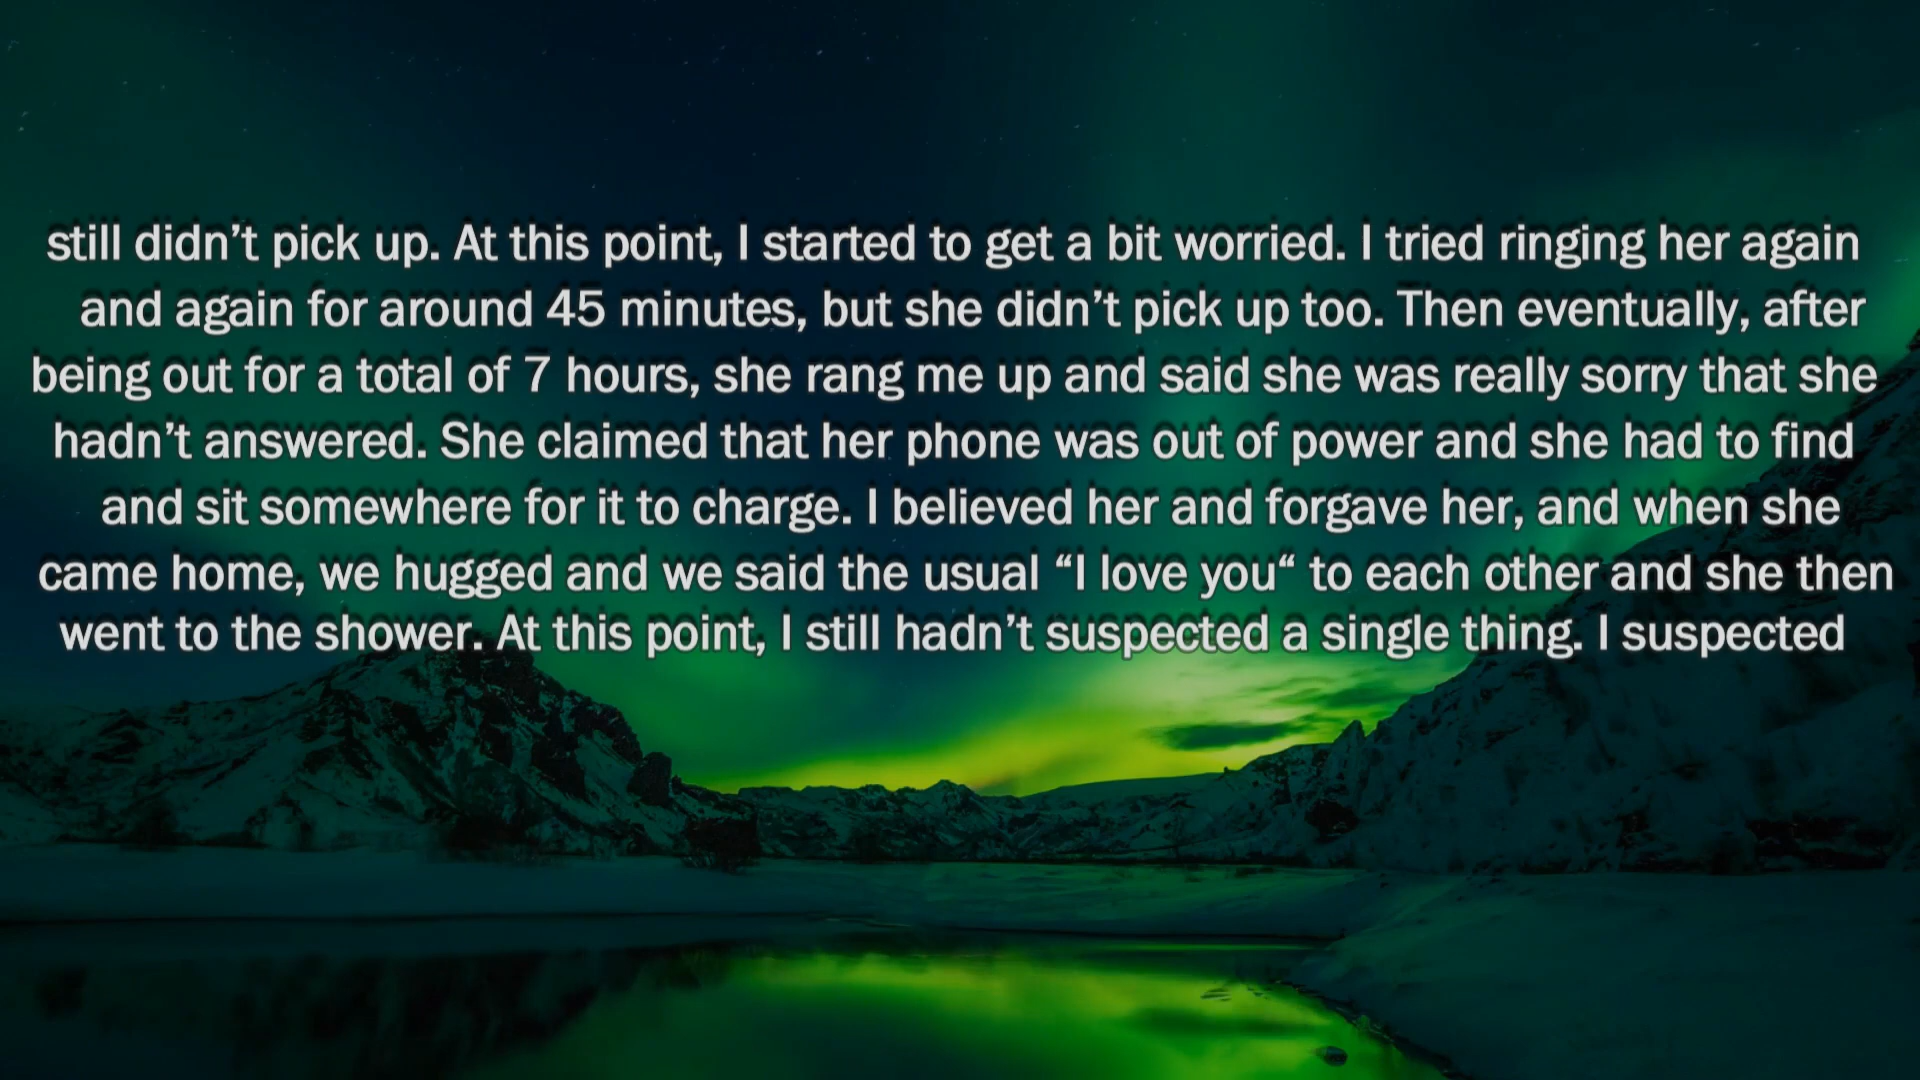 still didn’t pick up. At this point, I started to get a bit worried. I tried ringing her again
and again for around 45 minutes, but she didn’t pick up too. Then eventually, after
being out for a total of 7 hours, she rang me up and said she was really sorry that she
hadn’t answered. She claimed that her phone was out of power and she had to find
and sit somewhere for it to charge. I believed her and forgave her, and when she
came home, we hugged and we said the usual “I love you“ to each other and she then
went to the shower. At this point, I still hadn’t suspected a single thing. I suspected